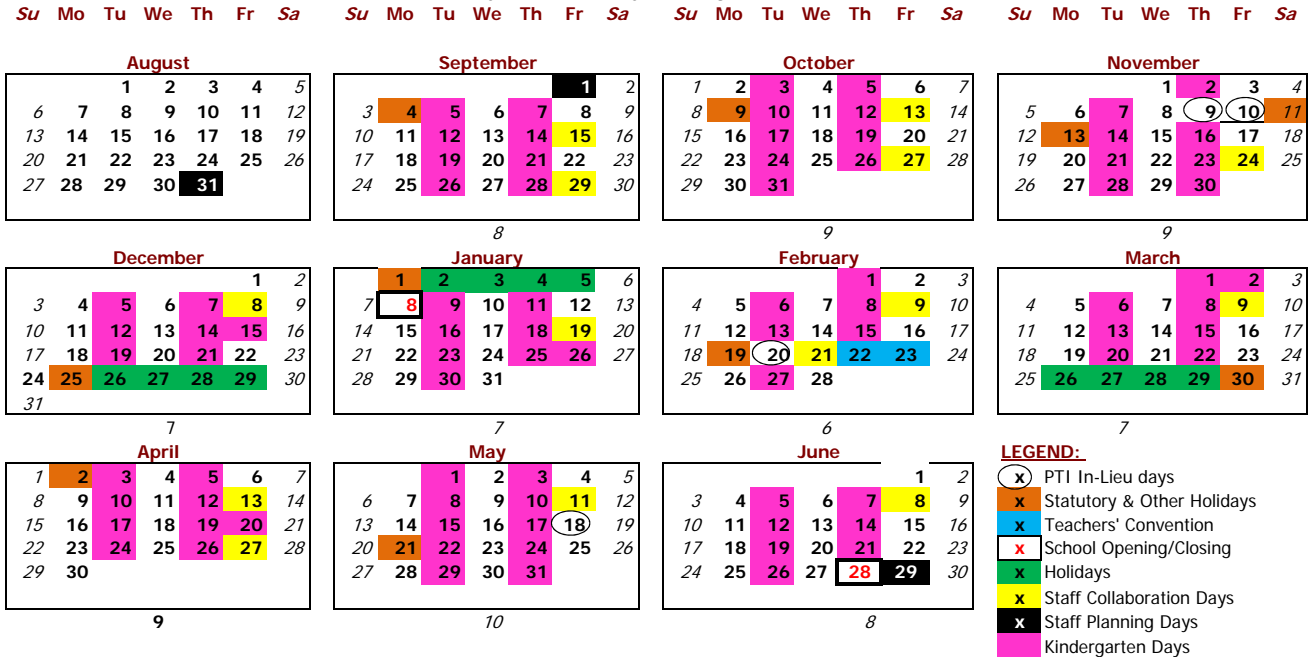 Su Mo Tu We Th Fr Sa Su Mo Tu We Th Fr Sa Su Mo Tu We Th Fr Sa Su Mo Tu We Th Fr Sa
August
1 2 3 4 5
6 7 8 9 10 11 12
13 14 15 16 17 18 19
20 21 22 23 24 25 26
27 28 29 30 31
September
1 2
3 4 5 6 7 8 9
10 11 12 13 14 15 16
17 18 19 20 21 22 23
24 25 26 27 28 29 30
8
October
1 2 3 4 5 6 7
8 9 10 11 12 13 14
15 16 17 18 19 20 21
22 23 24 25 26 27 28
29 30 31
9
November
1 2 3 4
5 6 7 8 9 10 11
12 13 14 15 16 17 18
19 20 21 22 23 24 25
26 27 28 29 30
9
December
1 2
3 4 5 6 7 8 9
10 11 12 13 14 15 16
17 18 19 20 21 22 23
24 25 26 27 28 29 30
31
7
January
1 2 3 4 5 6
7 8 9 10 11 12 13
14 15 16 17 18 19 20
21 22 23 24 25 26 27
28 29 30 31
7
February
1 2 3
4 5 6 7 8 9 10
11 12 13 14 15 16 17
18 19 20 21 22 23 24
25 26 27 28
6
March
1 2 3
4 5 6 7 8 9 10
11 12 13 14 15 16 17
18 19 20 21 22 23 24
25 26 27 28 29 30 31
7
April
1 2 3 4 5 6 7
8 9 10 11 12 13 14
15 16 17 18 19 20 21
22 23 24 25 26 27 28
29 30
9
May
1 2 3 4 5
6 7 8 9 10 11 12
13 14 15 16 17 18 19
20 21 22 23 24 25 26
27 28 29 30 31
10
June
1 2
3 4 5 6 7 8 9
10 11 12 13 14 15 16
17 18 19 20 21 22 23
24 25 26 27 28 29 30
8
LEGEND:
x PTI In-Lieu days
x Statutory & Other Holidays
x Teachers' Convention
x School Opening/Closing
x Holidays
x Staff Collaboration Days
x Staff Planning Days
Kindergarten Days